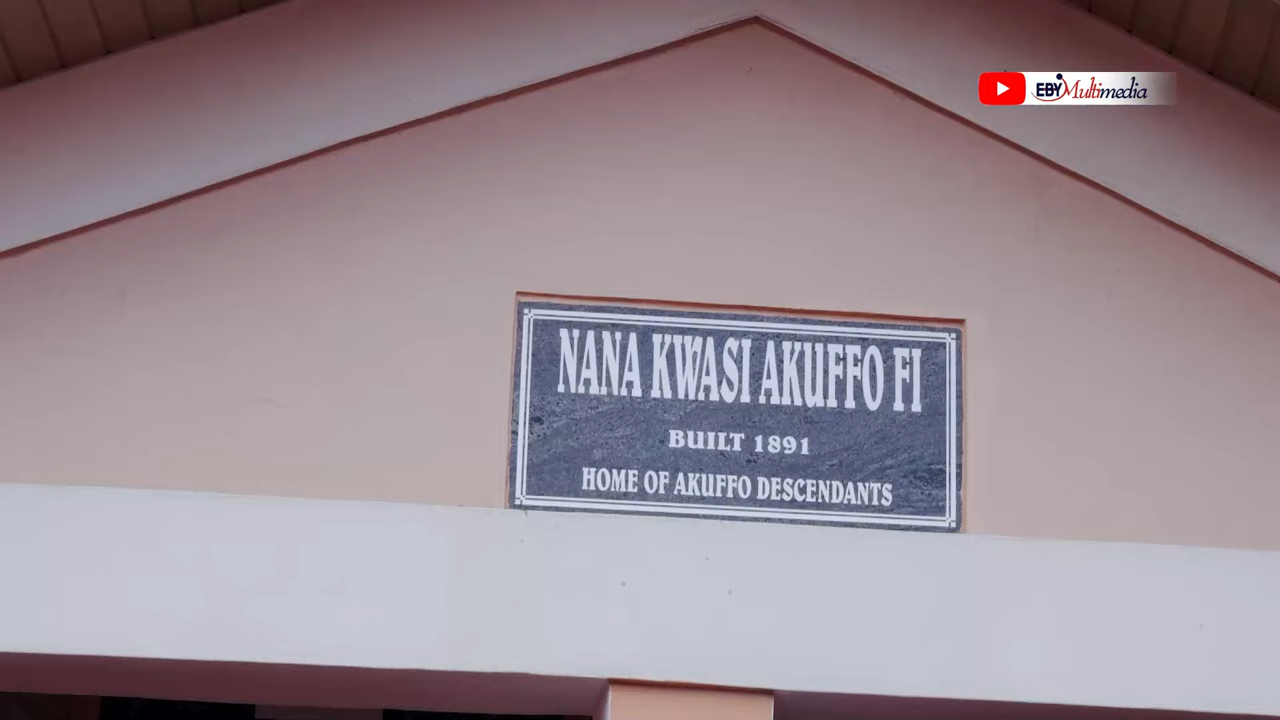 EBY Multimedia
NANA KWASI AKUFFO FI
BUILT 1891
HOME OF AKUFFO DESCENDANTS